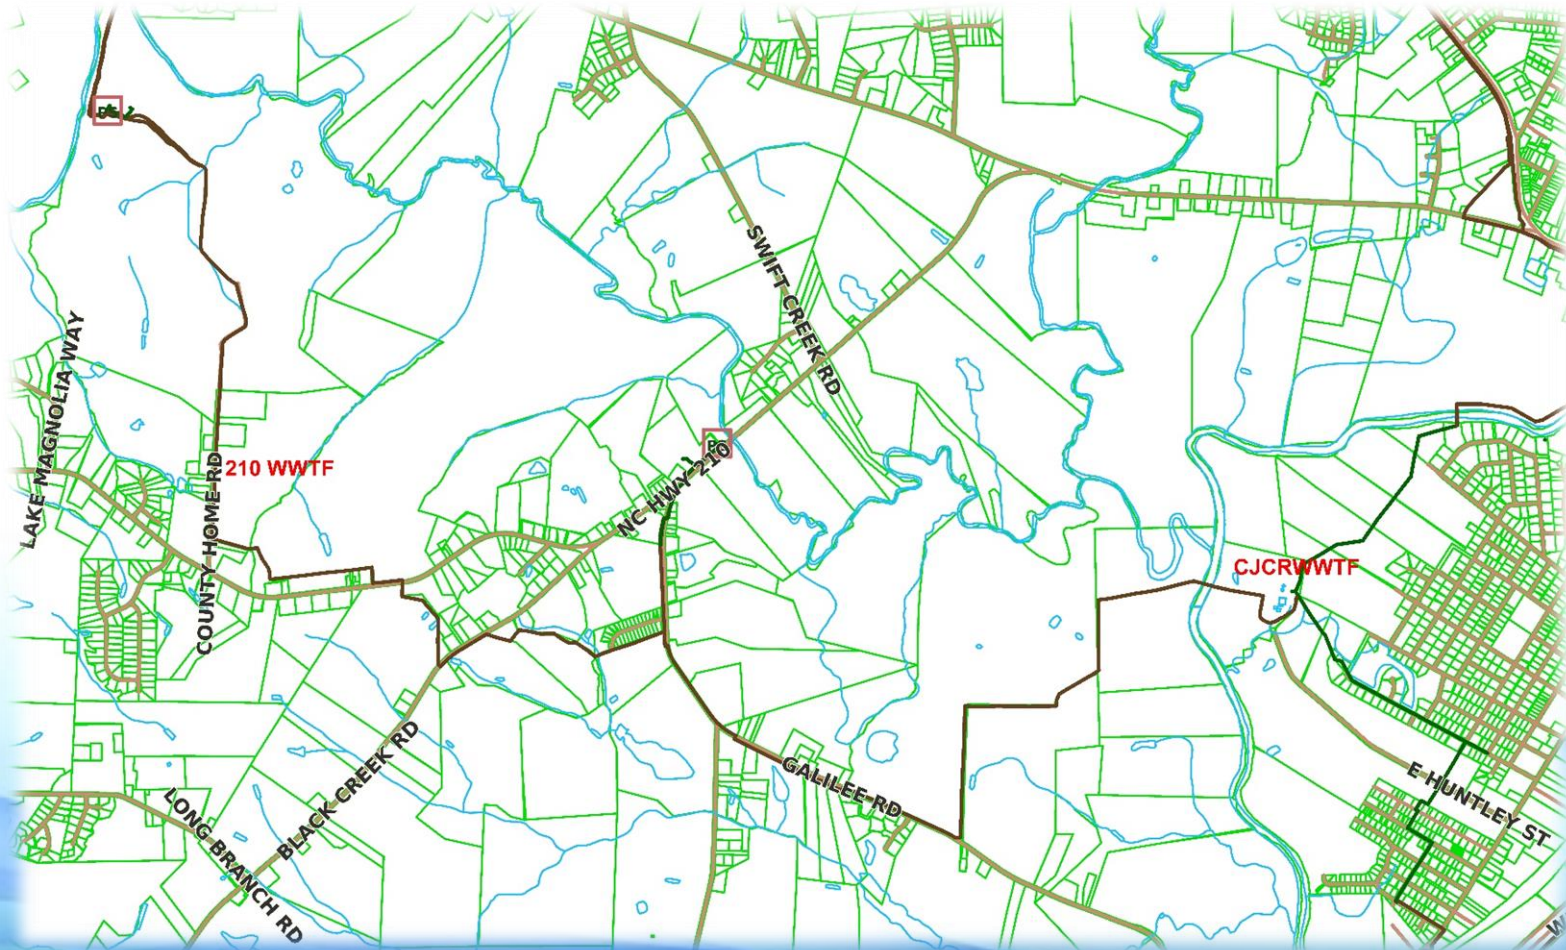 SWIFT CREEK RD
LAKE MAGNOLIA WAY
210 WWTF
NC HWY 210
COUNTY HOME RD
CJCRWWTF
GALILEE RD
E HUNTLEY ST
BLACK CREEK RD
LONG BRANCH RD